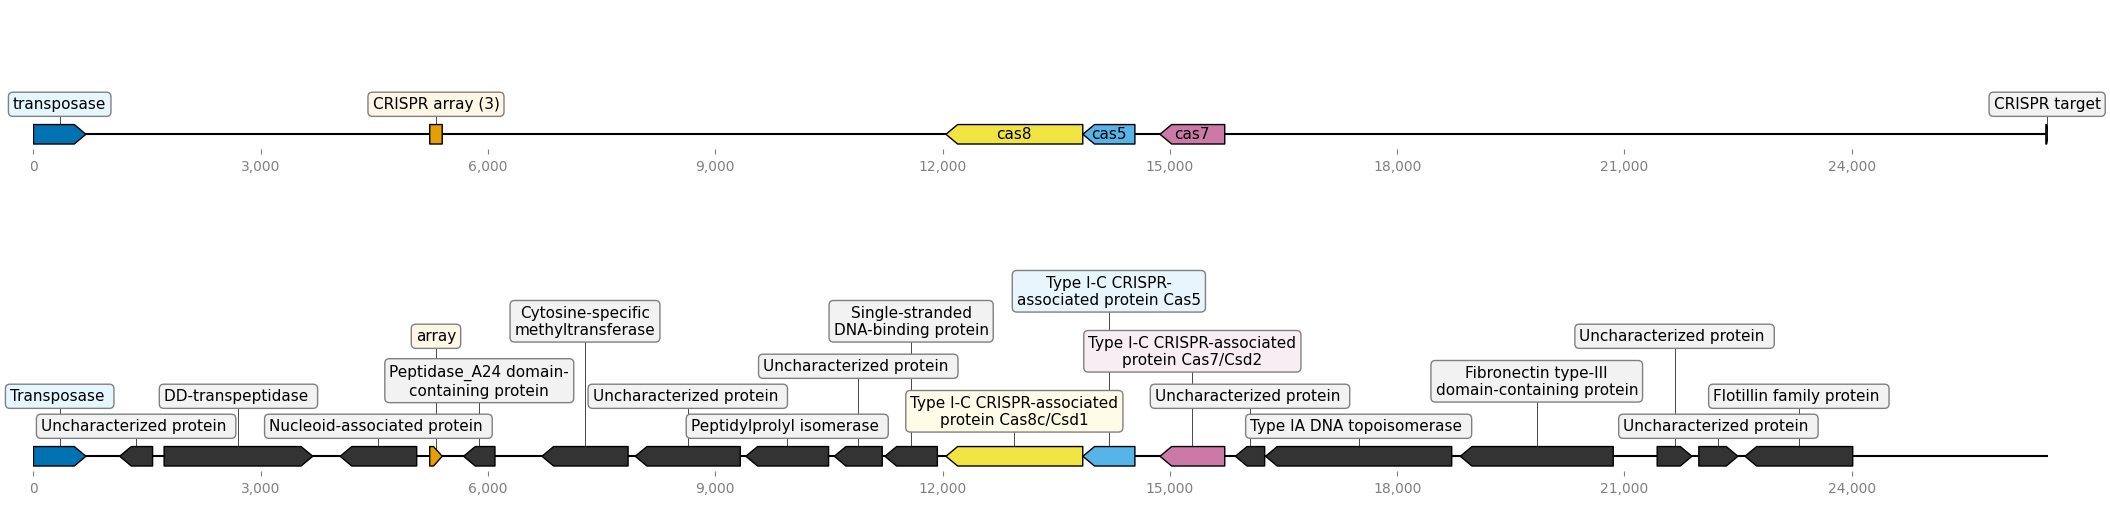 transposase
CRISPR array (3)
CRISPR target
cas8
cas5
cas7
0
3,000
6,000
9,000
12,000
15,000
18,000
21,000
24,000
Type I-C CRISPR-
associated protein Cas5
Cytosine-specific
methyltransferase
Single-stranded
DNA-binding protein
array
Type I-C CRISPR-associated
protein Cas7/Csd2
Uncharacterized protein
Peptidase_A24 domain-
containing protein
Uncharacterized protein
Fibronectin type-III
domain-containing protein
Transposase
DD-transpeptidase
Uncharacterized protein
Type I-C CRISPR-associated
protein Cas8c/Csd1
Uncharacterized protein
Flotillin family protein
Uncharacterized protein
Nucleoid-associated protein
Peptidylprolyl isomerase
Type IA DNA topoisomerase
Uncharacterized protein
0
3,000
6,000
9,000
12,000
15,000
18,000
21,000
24,000